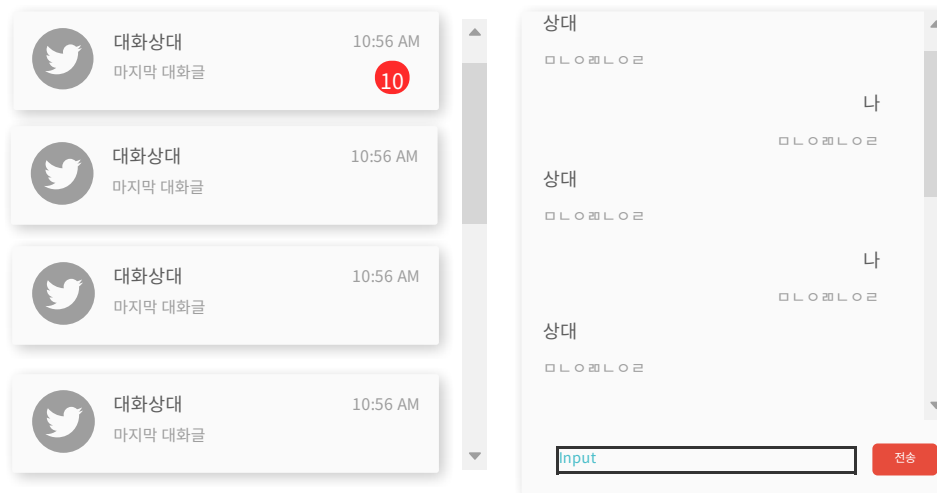 대화상대
10:56 AM
마지막 대화글
10
대화상대
10:56 AM
마지막 대화글
대화상대
10:56 AM
마지막 대화글
대화상대
10:56 AM
마지막 대화글
상대
ㅁㄴㅇㄻㄴㅇㄹ
나
ㅁㄴㅇㄻㄴㅇㄹ
상대
ㅁㄴㅇㄻㄴㅇㄹ
나
ㅁㄴㅇㄻㄴㅇㄹ
상대
ㅁㄴㅇㄻㄴㅇㄹ
Input
전송